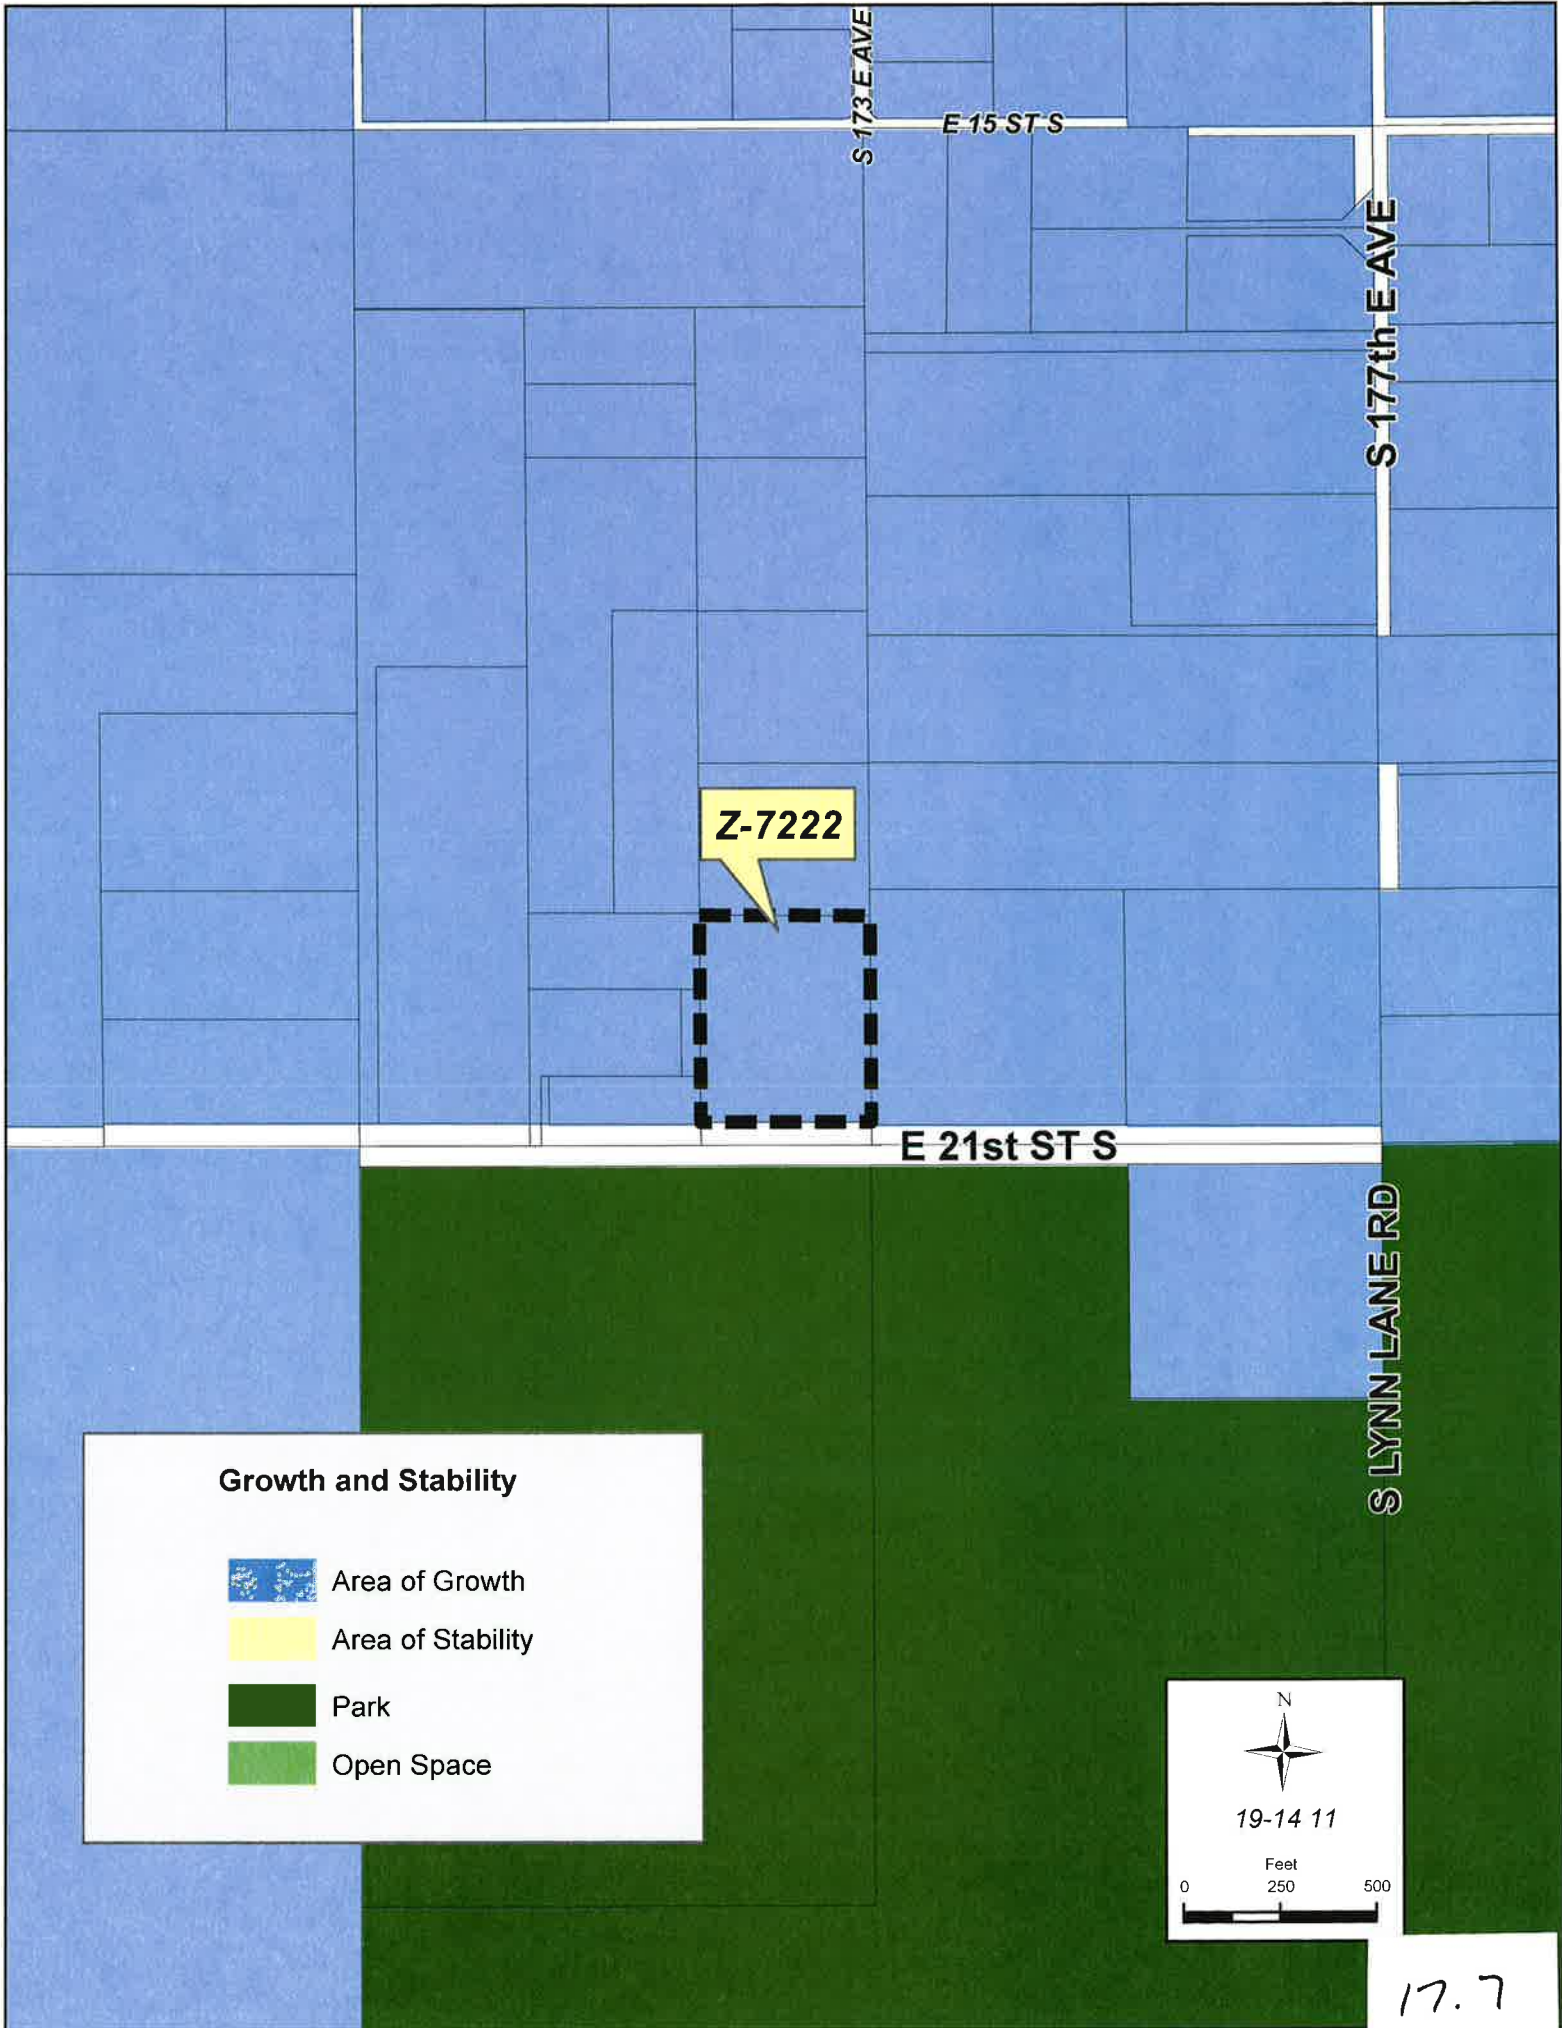 S 173 E AVE
E 15 ST S
S 177th E AVE
Z-7222
E 21st ST S
S LYNN LANE RD
Growth and Stability
Area of Growth
Area of Stability
Park
Open Space
N
19-14 11
Feet
0 250 500
17.7